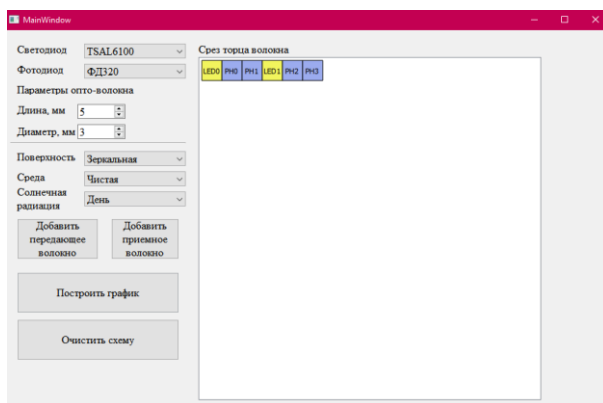 MainWindow
Светодиод TSAL6100
Фотодиод ФД320
Параметры опто-волокна
Длина, мм 5
Диаметр, мм 3
Поверхность Зеркальная
Среда Чистая
Солнечная
радиация День
Добавить
передающее
волокно
Добавить
приемное
волокно
Построить график
Очистить схему
Срез торца волокна
LED0 PH0 PH1 LED1 PH2 PH3